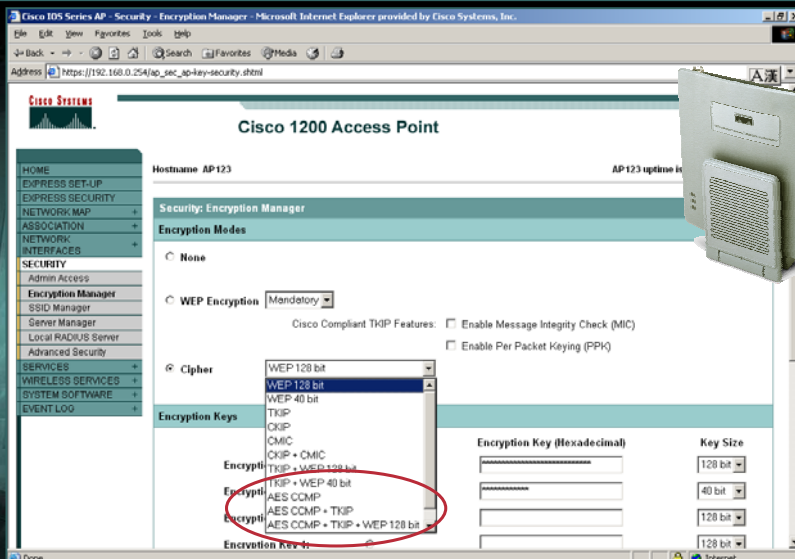 Cisco IOS Series AP - Security - Encryption Manager - Microsoft Internet Explorer provided by Cisco Systems, Inc.
File Edit View Favorites Tools Help
Back Search Favorites Media
Address https://192.168.0.254/ap_sec_ap-key-security.shtml
A漢
CISCO SYSTEMS
Cisco 1200 Access Point
Hostname AP123
AP123 uptime is
HOME
EXPRESS SET-UP
EXPRESS SECURITY
NETWORK MAP +
ASSOCIATION +
NETWORK
INTERFACES +
SECURITY
Admin Access
Encryption Manager
SSID Manager
Server Manager
Local RADIUS Server
Advanced Security
SERVICES +
WIRELESS SERVICES +
SYSTEM SOFTWARE +
EVENT LOG +
Security: Encryption Manager
Encryption Modes
None
WEP Encryption Mandatory
Cisco Compliant TKIP Features: Enable Message Integrity Check (MIC)
Enable Per Packet Keying (PPK)
Cipher WEP 128 bit
WEP 128 bit
WEP 40 bit
TKIP
CKIP
CMIC
CKIP + CMIC
TKIP + WEP 128 bit
TKIP + WEP 40 bit
AES CCMP
AES CCMP + TKIP
AES CCMP + TKIP + WEP 128 bit
Encryption Keys
Encryption Key (Hexadecimal) Key Size
Encrypti ************************** 128 bit
Encrypti ********** 40 bit
Encrypti 128 bit
Encryption Key 4: 128 bit
Done Internet